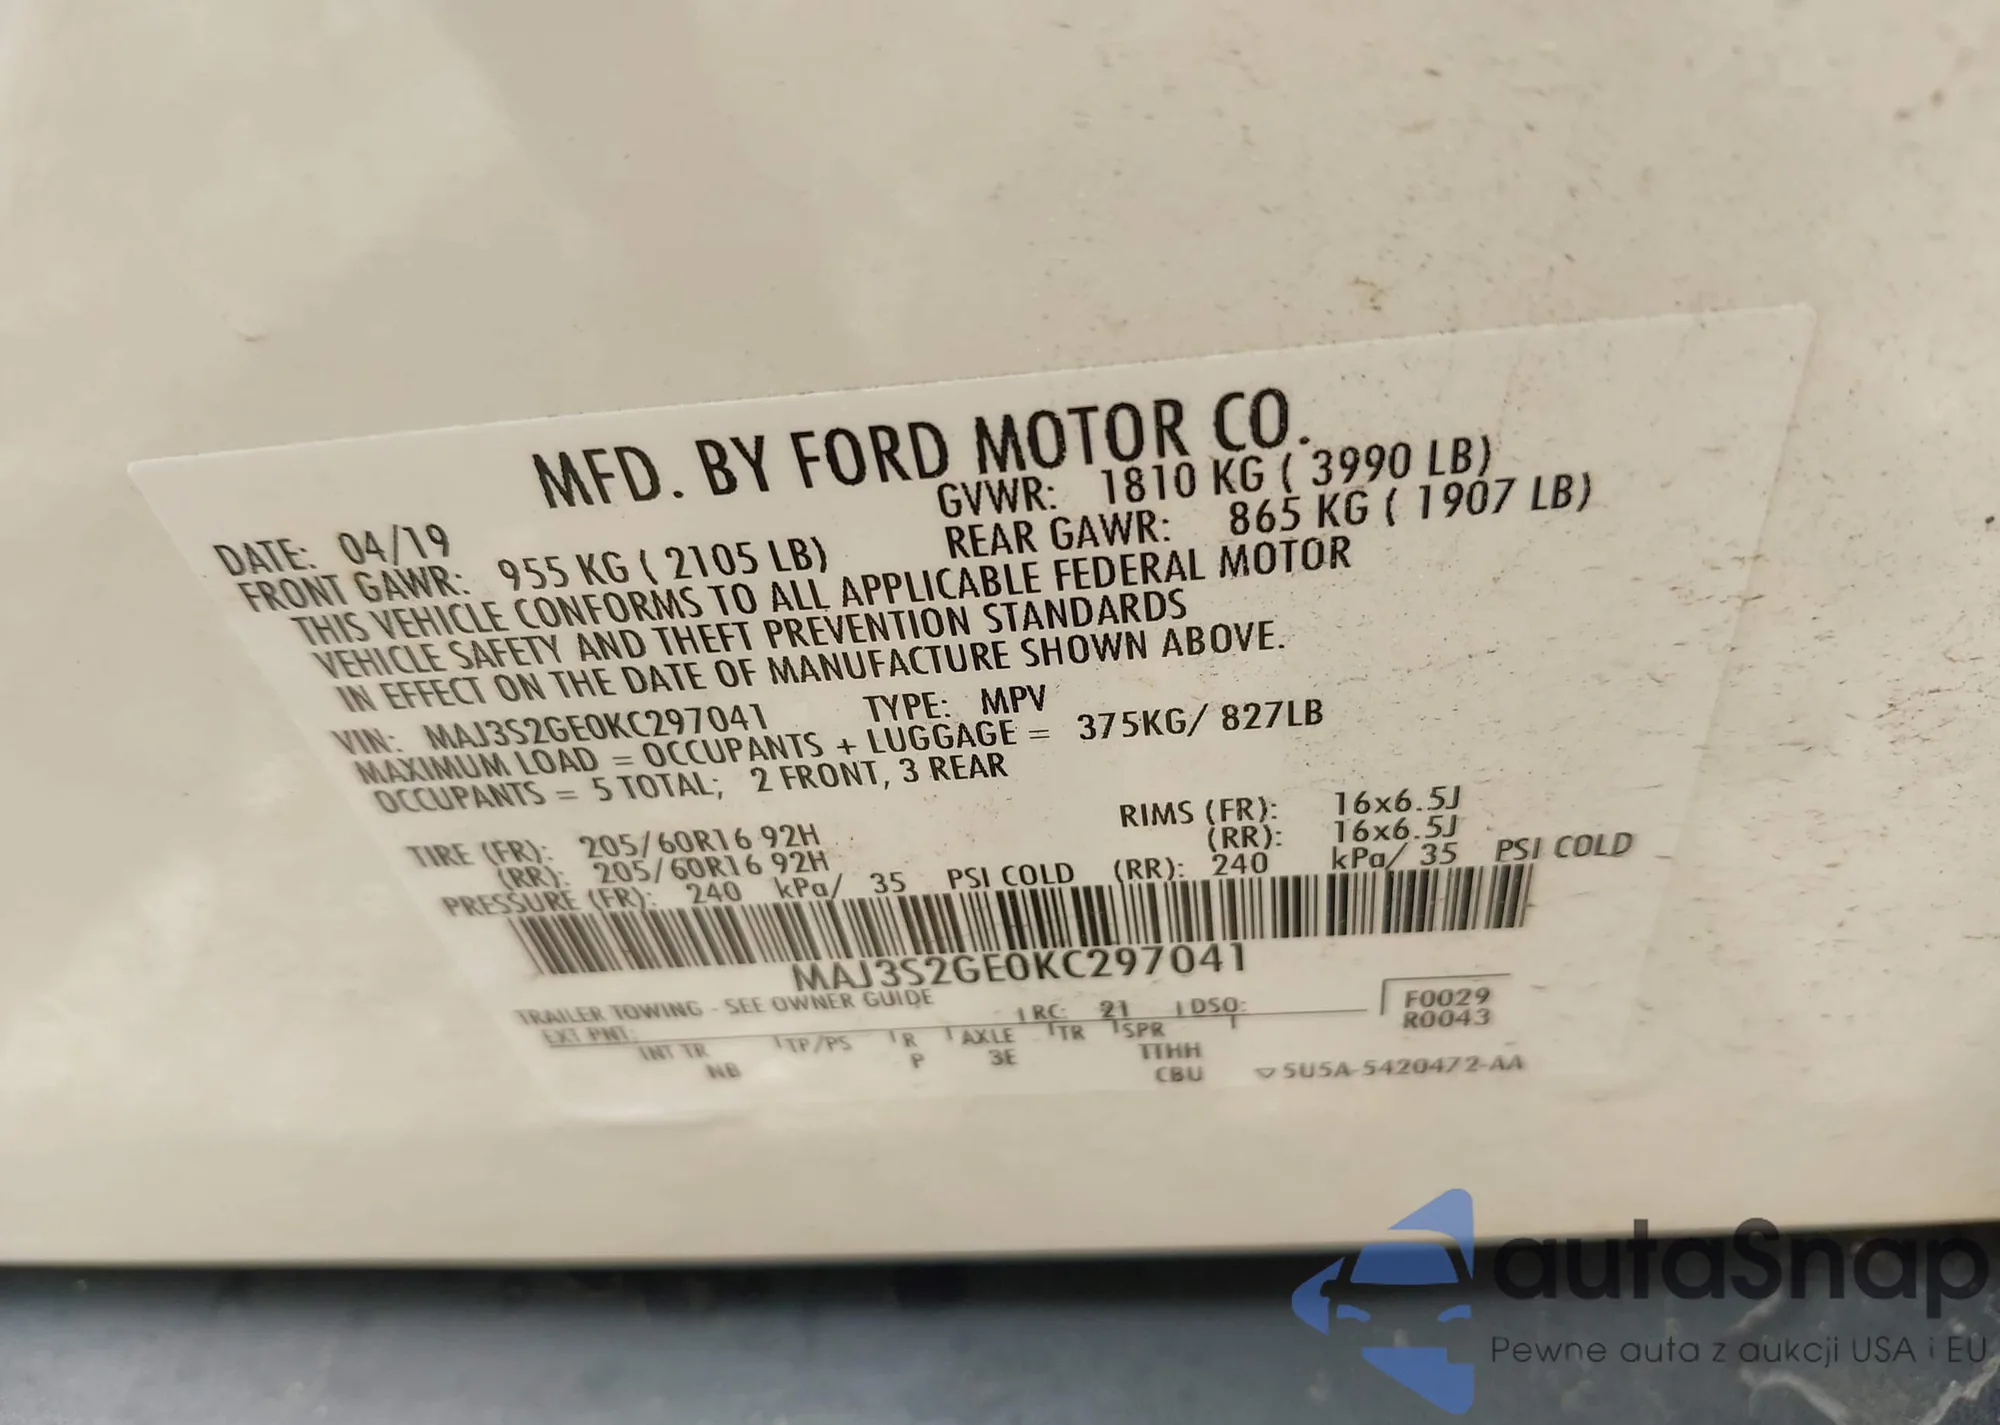 MFD. BY FORD MOTOR CO.
DATE: 04/19 GVWR: 1810 KG ( 3990 LB)
FRONT GAWR: 955 KG ( 2105 LB) REAR GAWR: 865 KG ( 1907 LB)
THIS VEHICLE CONFORMS TO ALL APPLICABLE FEDERAL MOTOR
VEHICLE SAFETY AND THEFT PREVENTION STANDARDS
IN EFFECT ON THE DATE OF MANUFACTURE SHOWN ABOVE.
VIN: MAJ3S2GE0KC297041 TYPE: MPV
MAXIMUM LOAD = OCCUPANTS + LUGGAGE = 375KG/ 827LB
OCCUPANTS = 5 TOTAL; 2 FRONT, 3 REAR
TIRE (FR): 205/60R16 92H RIMS (FR): 16x6.5J
(RR): 205/60R16 92H (RR): 16x6.5J
PRESSURE (FR): 240 kPa/ 35 PSI COLD (RR): 240 kPa/ 35 PSI COLD
MAJ3S2GE0KC297041
TRAILER TOWING - SEE OWNER GUIDE
EXT PNT: RC: 21 DSO: F0029
R0043
INT TR TP/PS R AXLE TR SPR
NB P 3E TTHH
CBU ▽5U5A-5420472-AA
autaSnap
Pewne auta z aukcji USA i EU